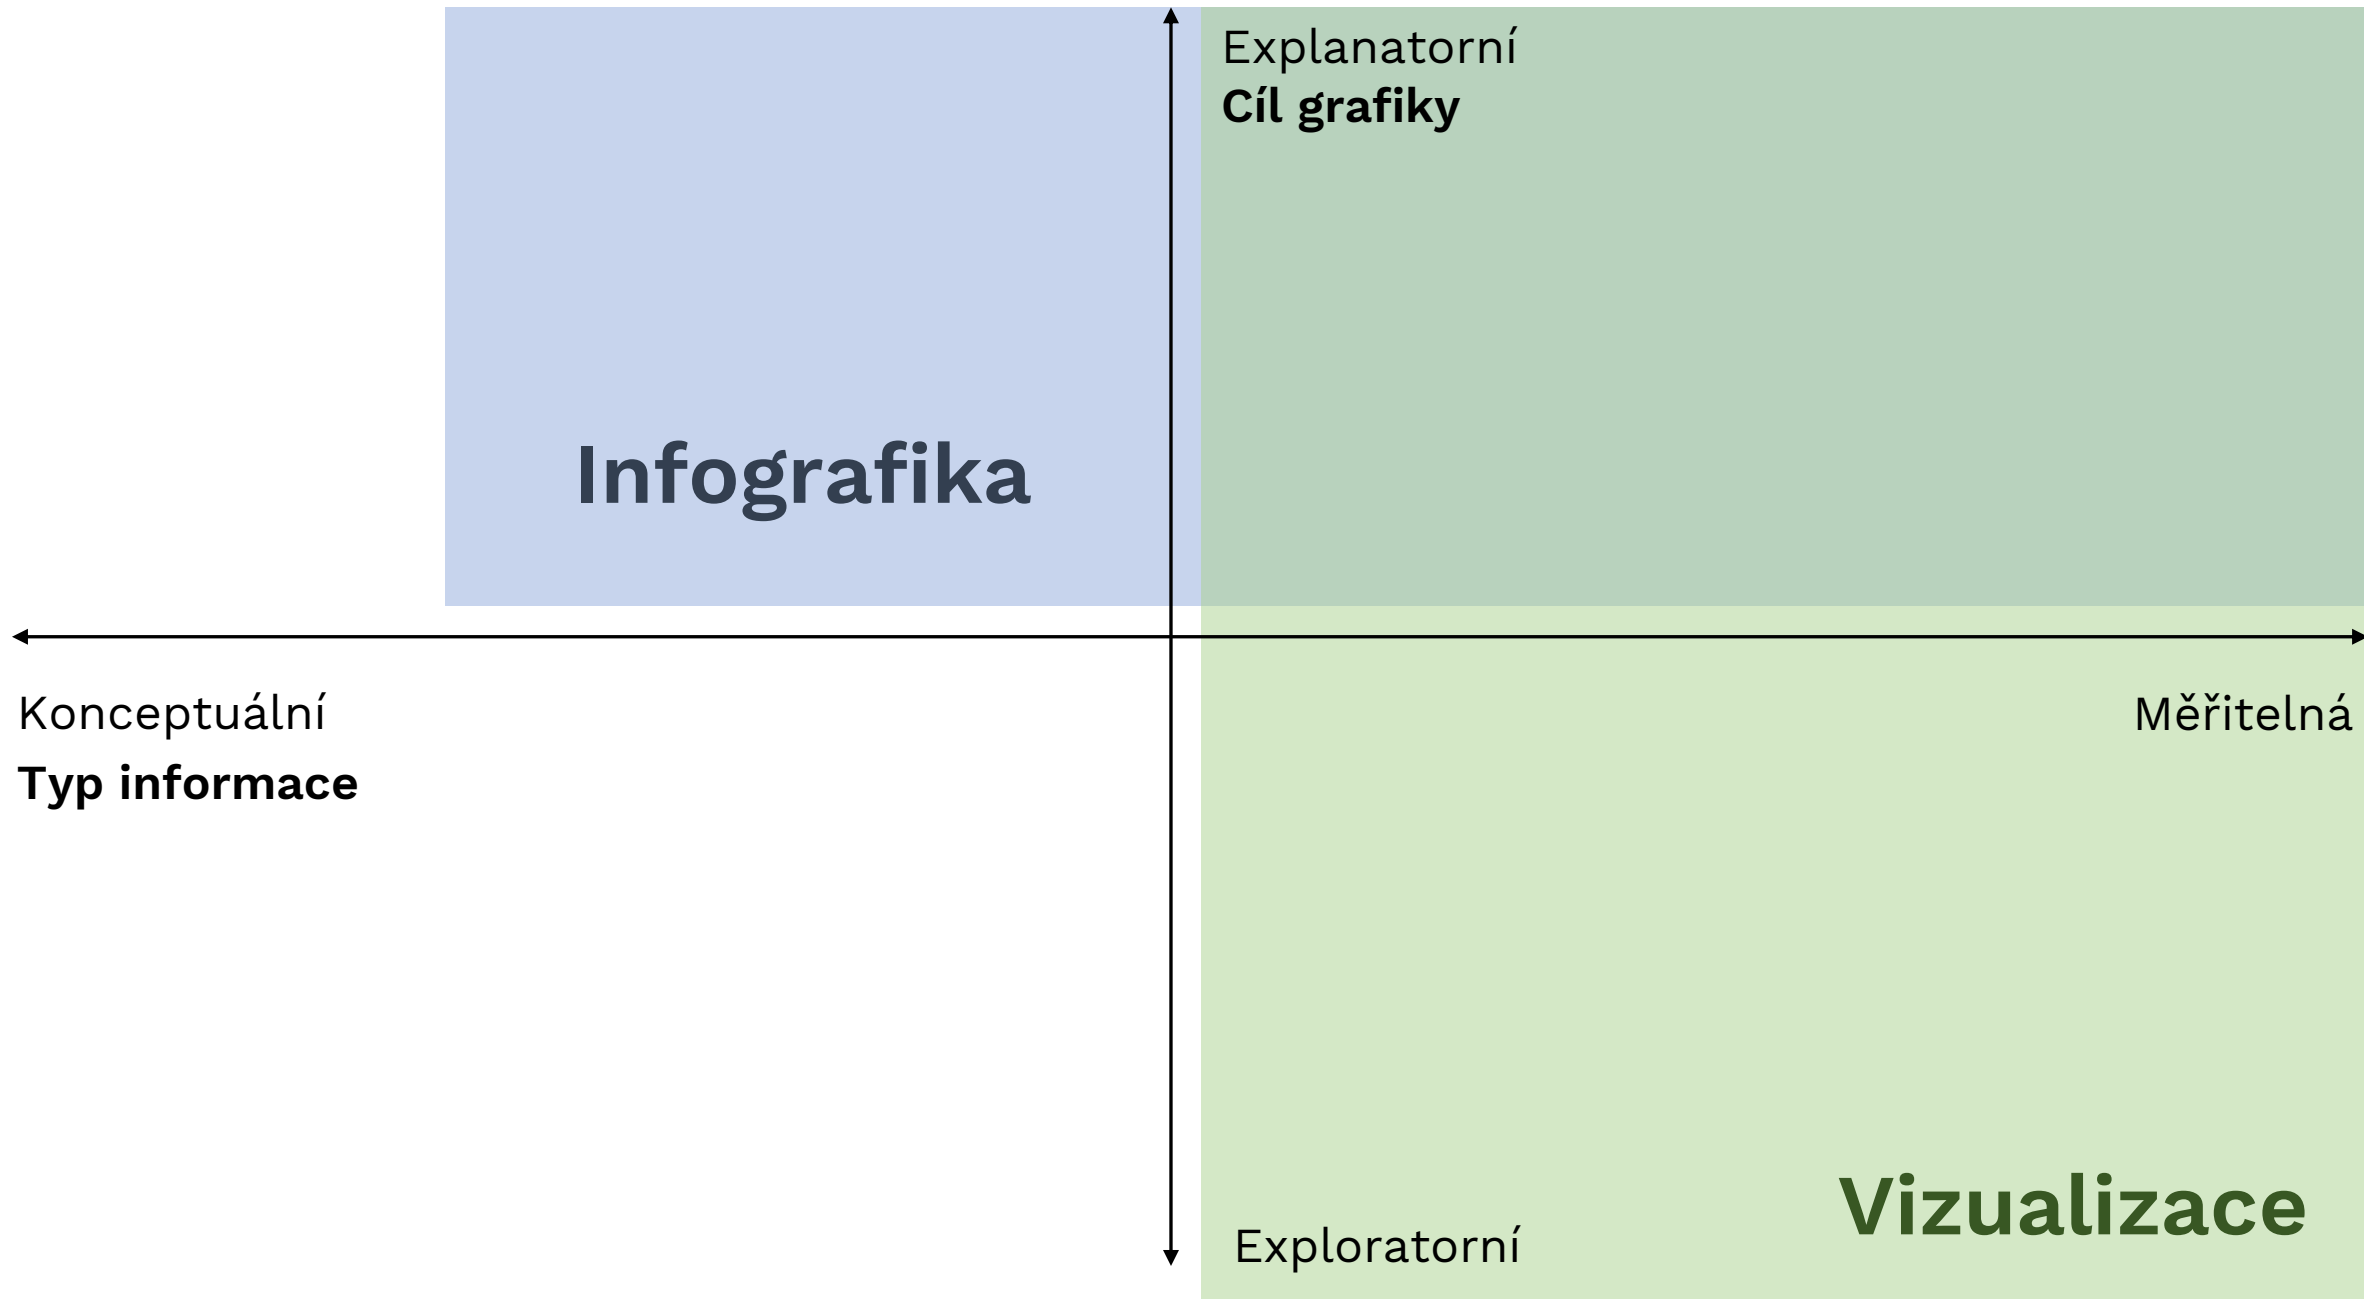 Explanatorní
Cíl grafiky
Infografika
Konceptuální
Měřitelná
Typ informace
Vizualizace
Exploratorní